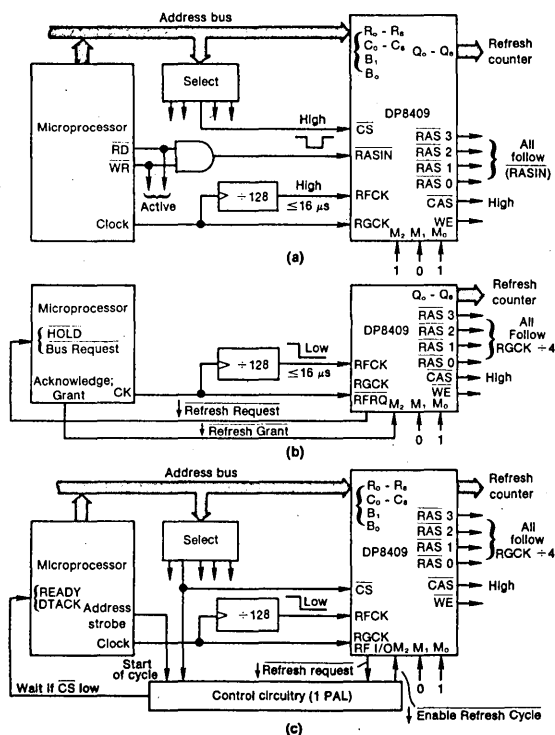 Address bus
R₀ - R₈
C₀ - C₈
B₁
B₀
Q₀ - Q₈
Refresh counter
Select
DP8409
Microprocessor
High
CS
RD
WR
RASIN
RAS 3
RAS 2
RAS 1
RAS 0
All follow (RASIN)
Active
÷128
High
≤16 µs
RFCK
CAS
High
Clock
RGCK
WE
M₂ M₁ M₀
1 0 1
(a)
Microprocessor
Q₀ - Q₈
Refresh counter
HOLD
Bus Request
DP8409
RAS 3
RAS 2
RAS 1
RAS 0
All Follow RGCK ÷4
÷128
Low
≤16 µs
RFCK
Acknowledge;
Grant
CK
RGCK
RFRQ
CAS
High
WE
M₂ M₁ M₀
Refresh Request
Refresh Grant
0 1
(b)
Address bus
R₀ - R₈
C₀ - C₈
B₁
B₀
Refresh counter
Select
RAS 3
RAS 2
RAS 1
RAS 0
All follow RGCK ÷4
DP8409
Microprocessor
READY
DTACK
Address strobe
CS
÷128
Low
RFCK
CAS
High
WE
Clock
RGCK
RF I/O
M₂ M₁ M₀
Start of cycle
Refresh request
Wait if CS low
Control circuitry (1 PAL)
0 1
Enable Refresh Cycle
(c)